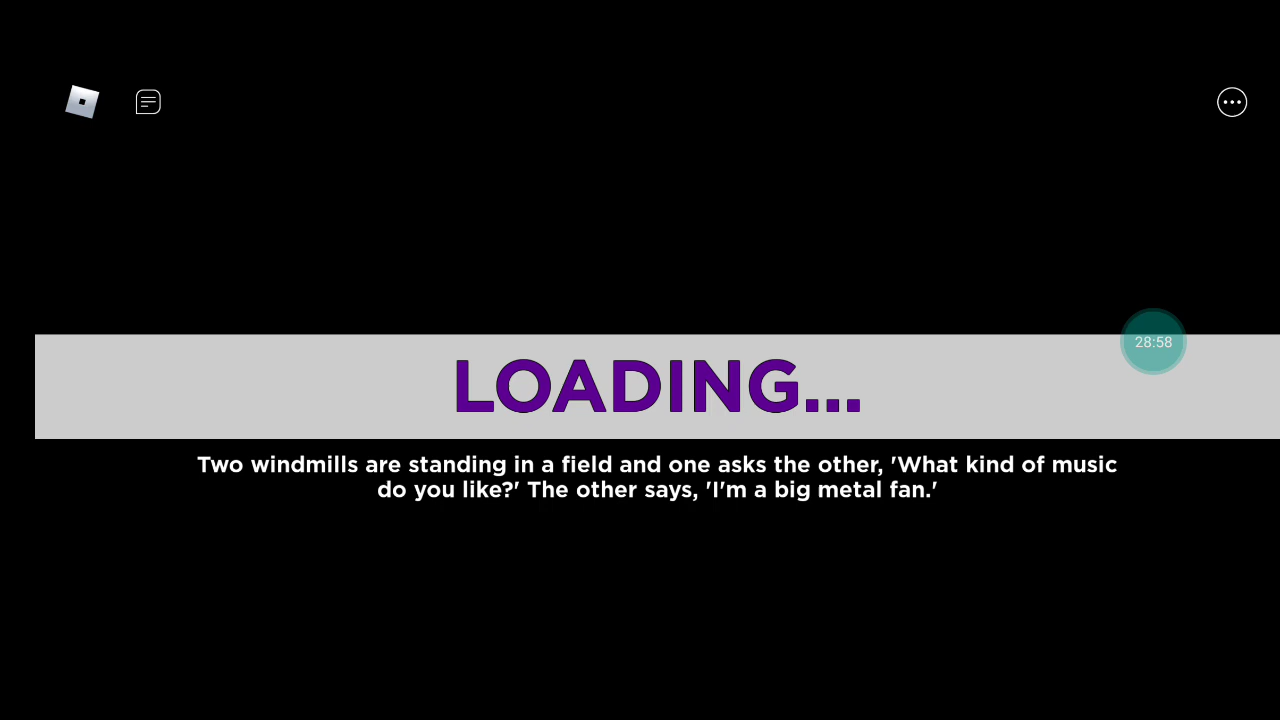 28:58
LOADING...
Two windmills are standing in a field and one asks the other, 'What kind of music
do you like?' The other says, 'I'm a big metal fan.'